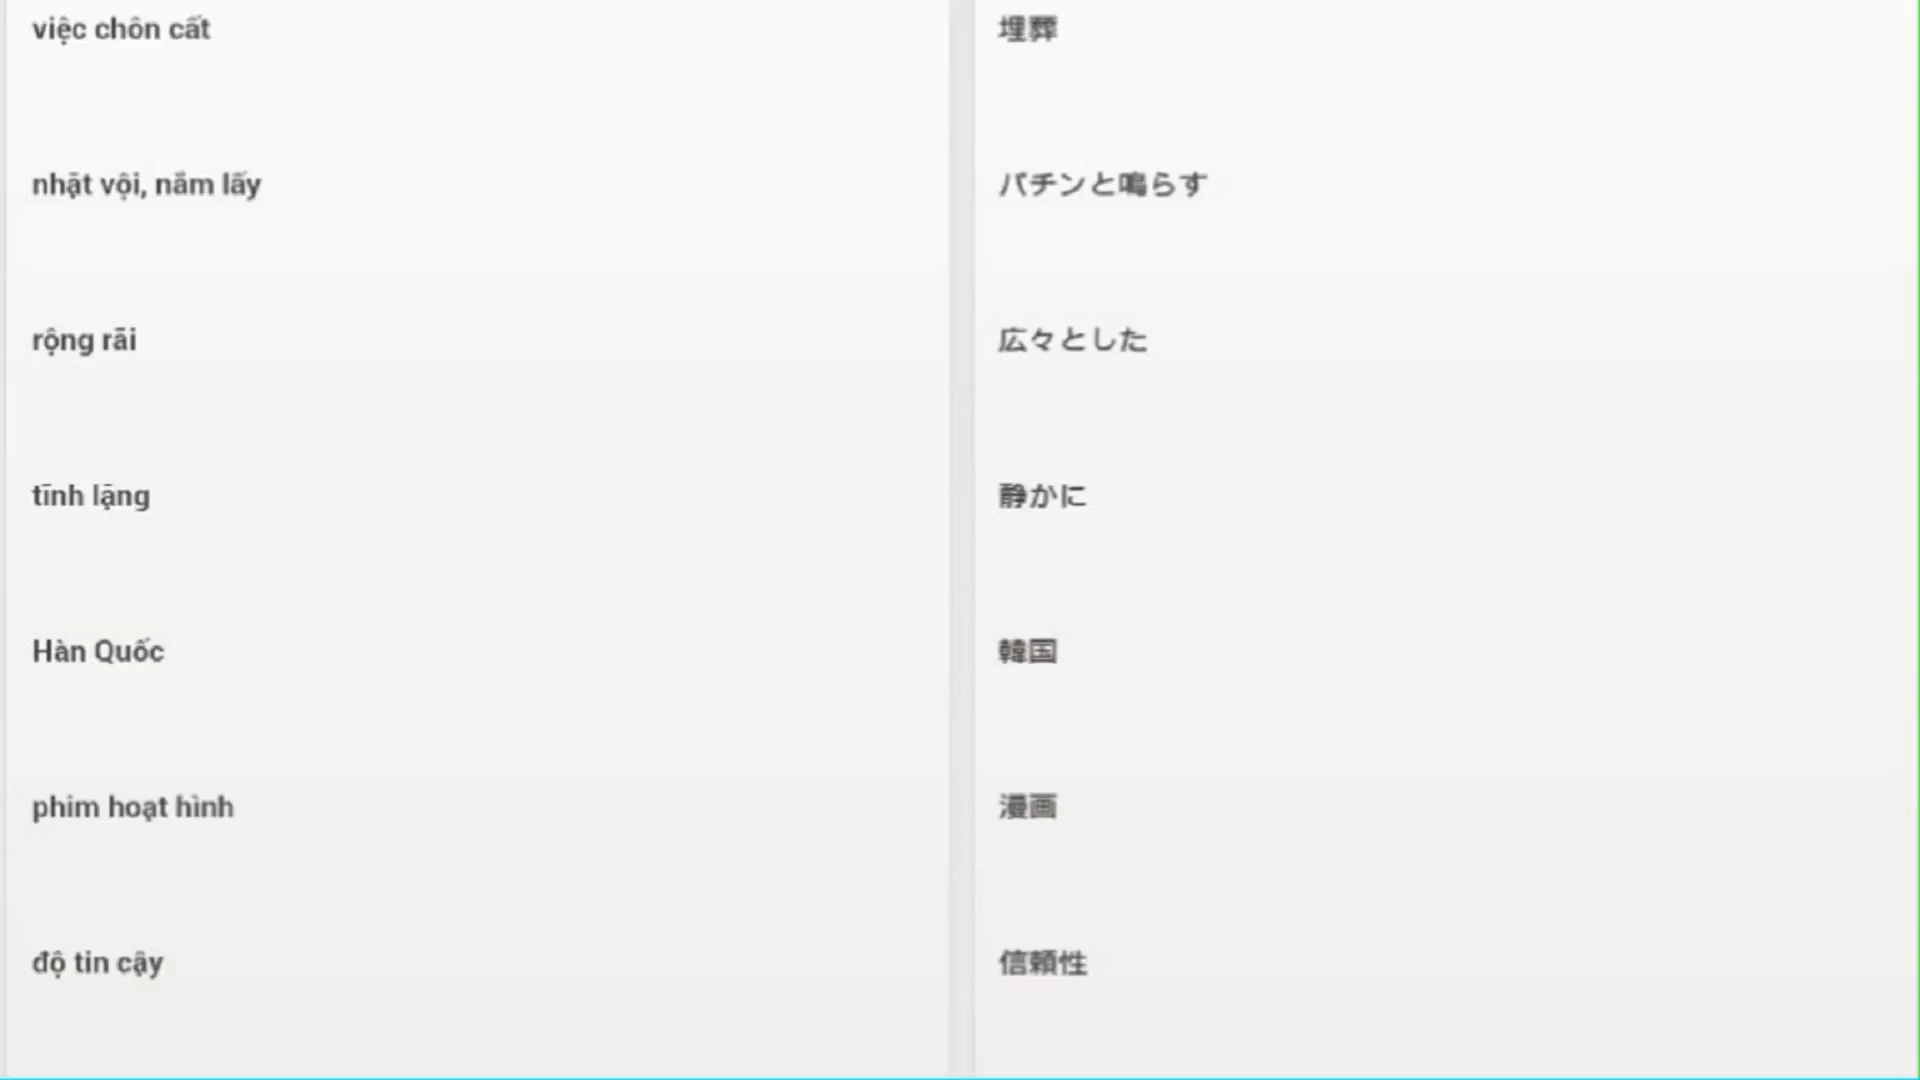 việc chôn cất
埋葬
nhặt vội, nắm lấy
パチンと鳴らす
rộng rãi
広々とした
tĩnh lặng
静かに
Hàn Quốc
韓国
phim hoạt hình
漫画
độ tin cậy
信頼性